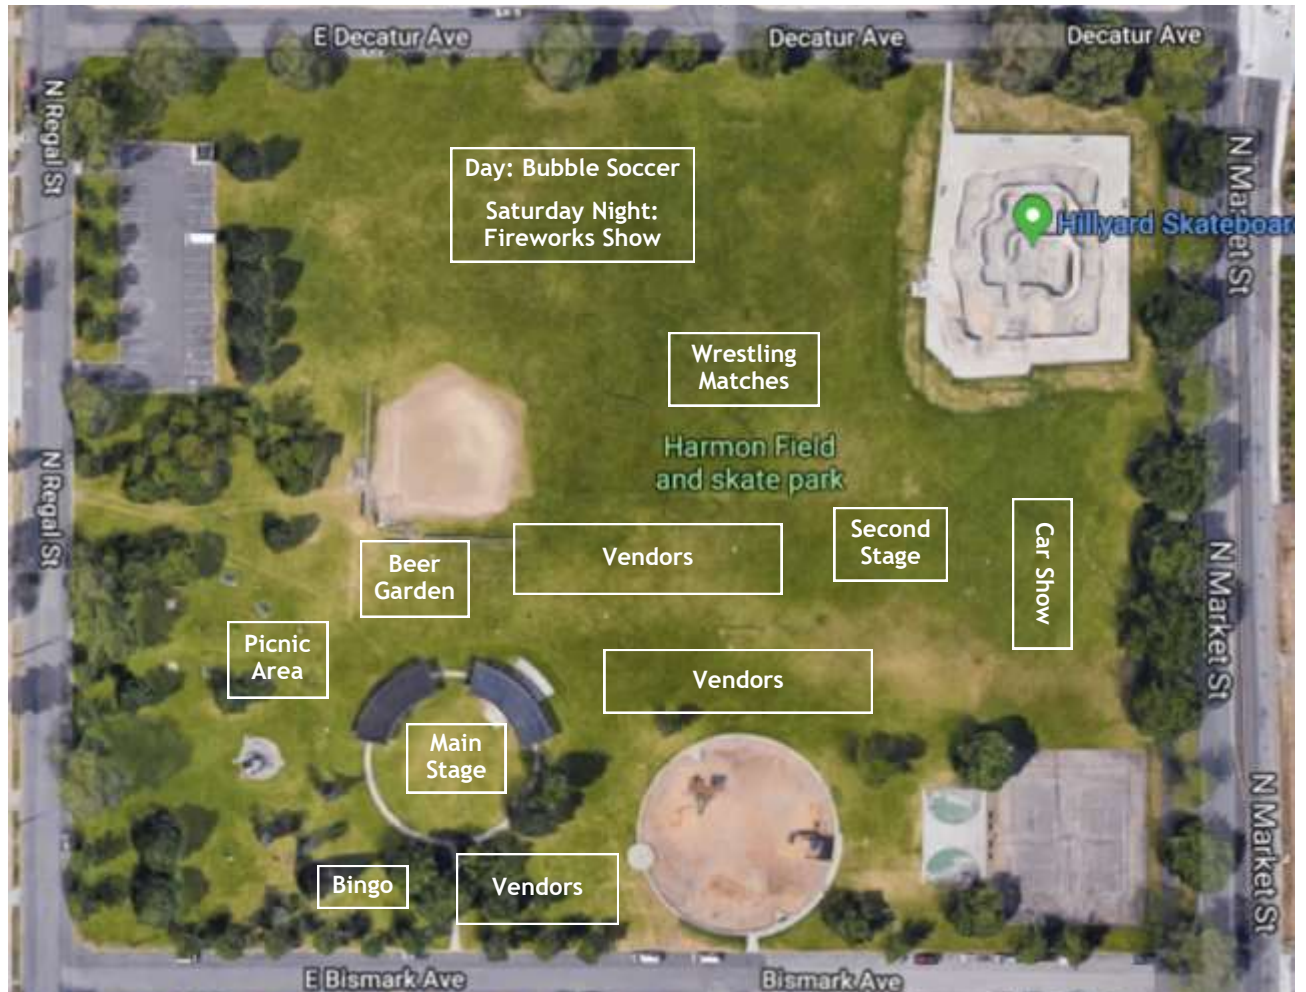 E Decatur Ave
Decatur Ave
Decatur Ave
N Regal St
N Market St
Day: Bubble Soccer
Saturday Night:
Fireworks Show
Hillyard Skateboar
Wrestling
Matches
Harmon Field
and skate park
N Regal St
Beer
Garden
Vendors
Second
Stage
Car Show
N Market St
Picnic
Area
Vendors
Main
Stage
N Market St
Bingo
Vendors
E Bismark Ave
Bismark Ave